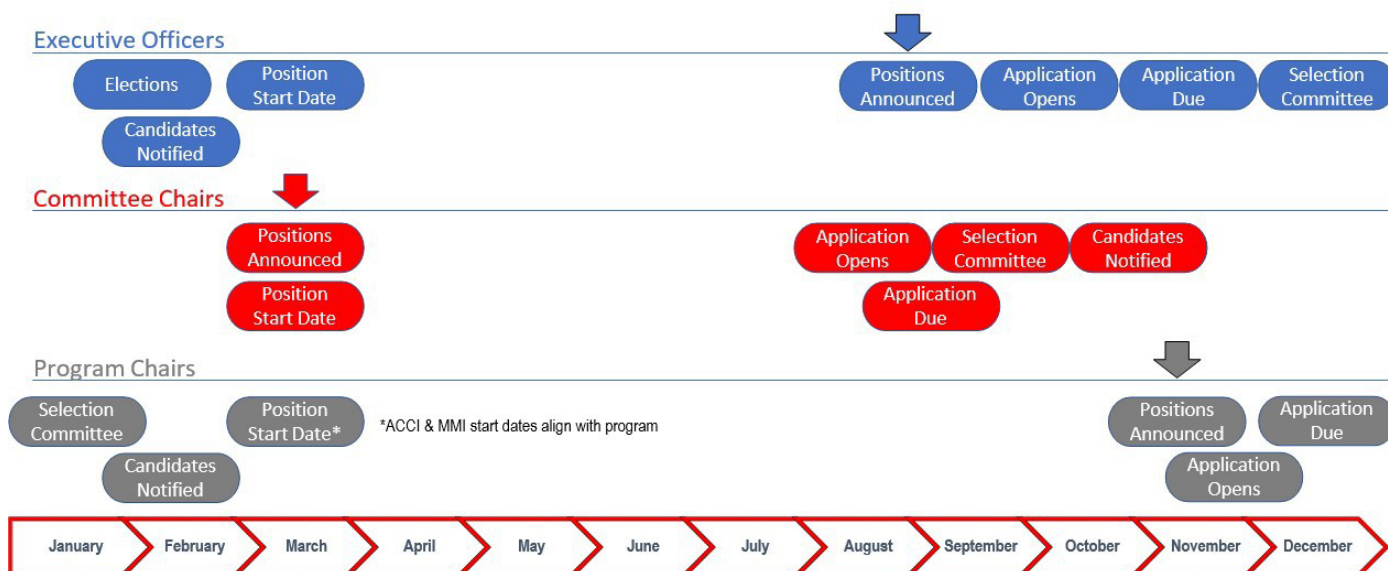 Executive Officers
Elections
Position
Start Date
Positions
Announced
Application
Opens
Application
Due
Selection
Committee
Candidates
Notified
Committee Chairs
Positions
Announced
Application
Opens
Selection
Committee
Candidates
Notified
Position
Start Date
Application
Due
Program Chairs
Selection
Committee
Position
Start Date*
*ACCI & MMI start dates align with program
Positions
Announced
Application
Due
Candidates
Notified
Application
Opens
January
February
March
April
May
June
July
August
September
October
November
December